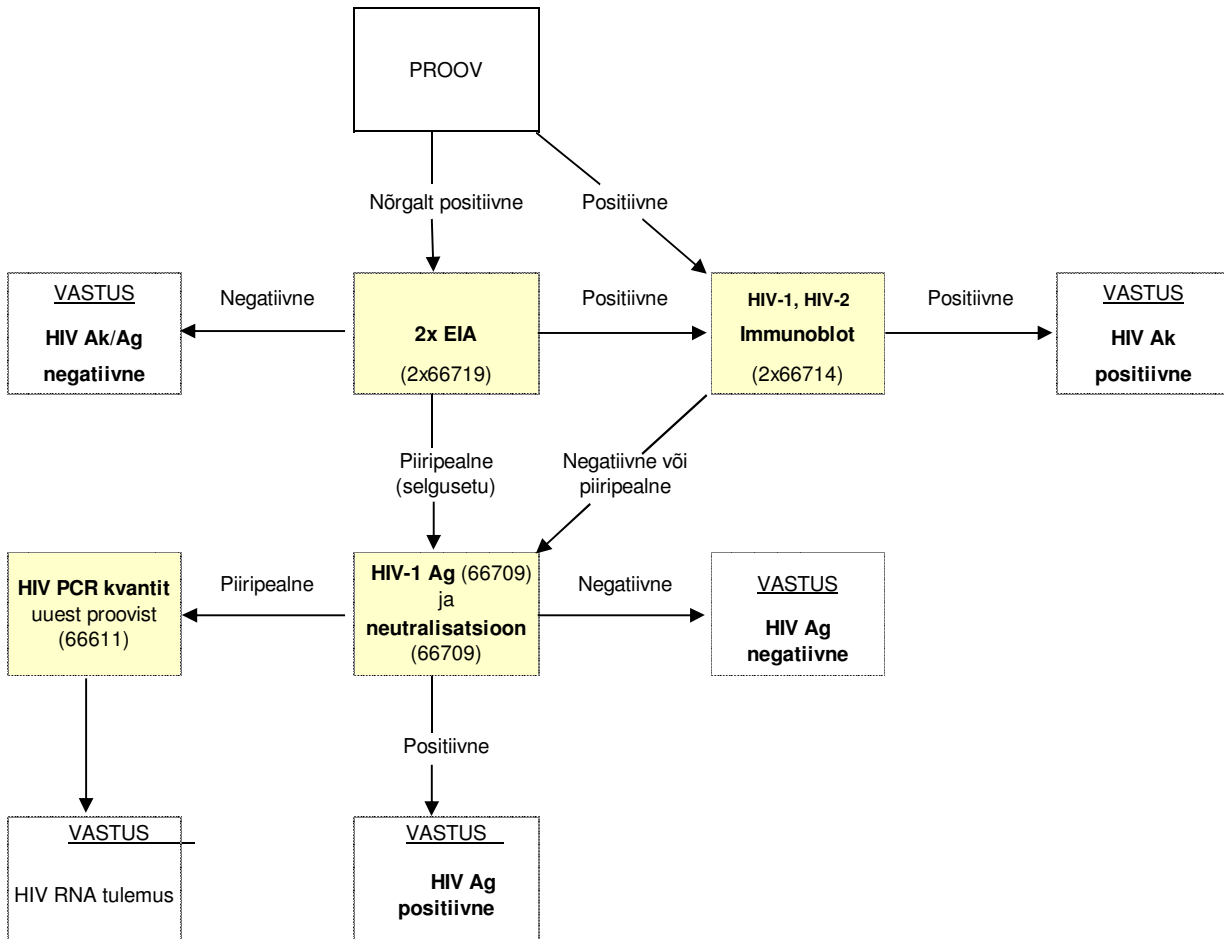 PROOV
Nõrgalt positiivne
Positiivne
VASTUS
HIV Ak/Ag
negatiivne
Negatiivne
2x EIA
(2x66719)
Positiivne
HIV-1, HIV-2
Immunoblot
(2x66714)
Positiivne
VASTUS
HIV Ak
positiivne
Piiripealne
(selgusetu)
Negatiivne või
piiripealne
HIV PCR kvantit
uuest proovist
(66611)
Piiripealne
HIV-1 Ag (66709)
ja
neutralisatsioon
(66709)
Negatiivne
VASTUS
HIV Ag
negatiivne
Positiivne
VASTUS
HIV RNA tulemus
VASTUS
HIV Ag
positiivne